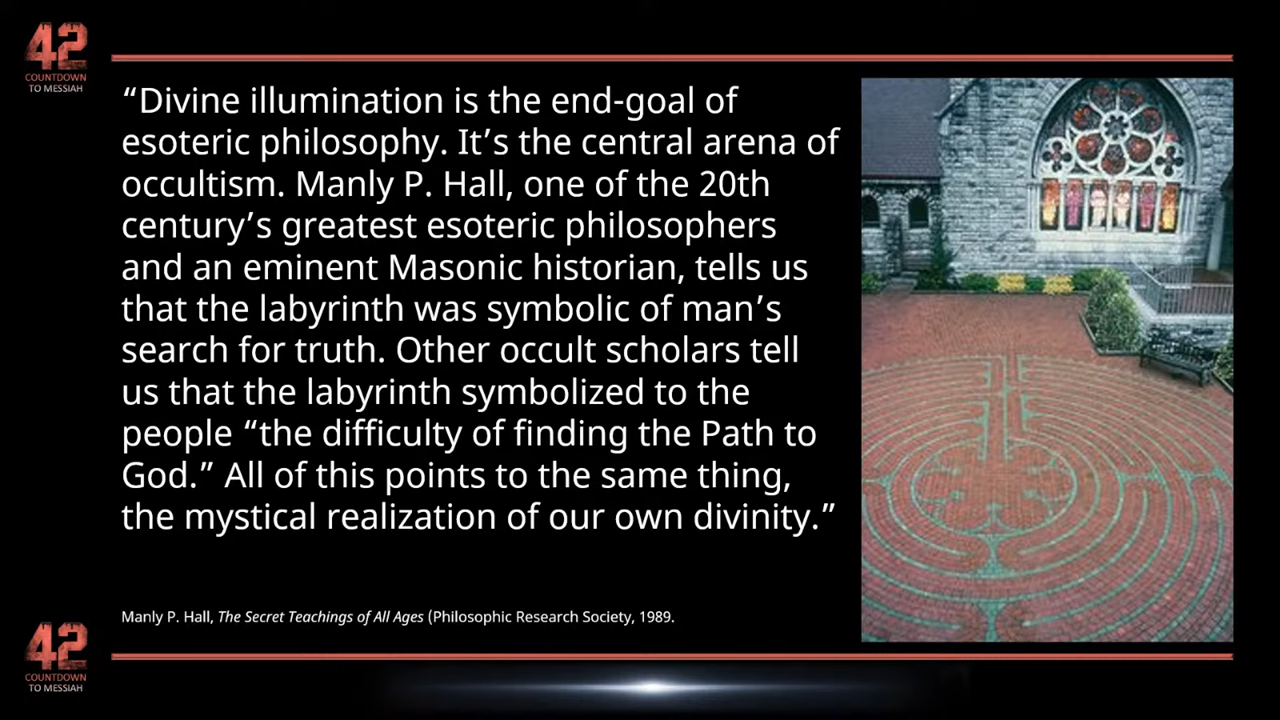 42
COUNTDOWN
TO MESSIAH
“Divine illumination is the end-goal of
esoteric philosophy. It’s the central arena of
occultism. Manly P. Hall, one of the 20th
century’s greatest esoteric philosophers
and an eminent Masonic historian, tells us
that the labyrinth was symbolic of man’s
search for truth. Other occult scholars tell
us that the labyrinth symbolized to the
people “the difficulty of finding the Path to
God.” All of this points to the same thing,
the mystical realization of our own divinity.”
Manly P. Hall, The Secret Teachings of All Ages (Philosophic Research Society, 1989.
42
COUNTDOWN
TO MESSIAH